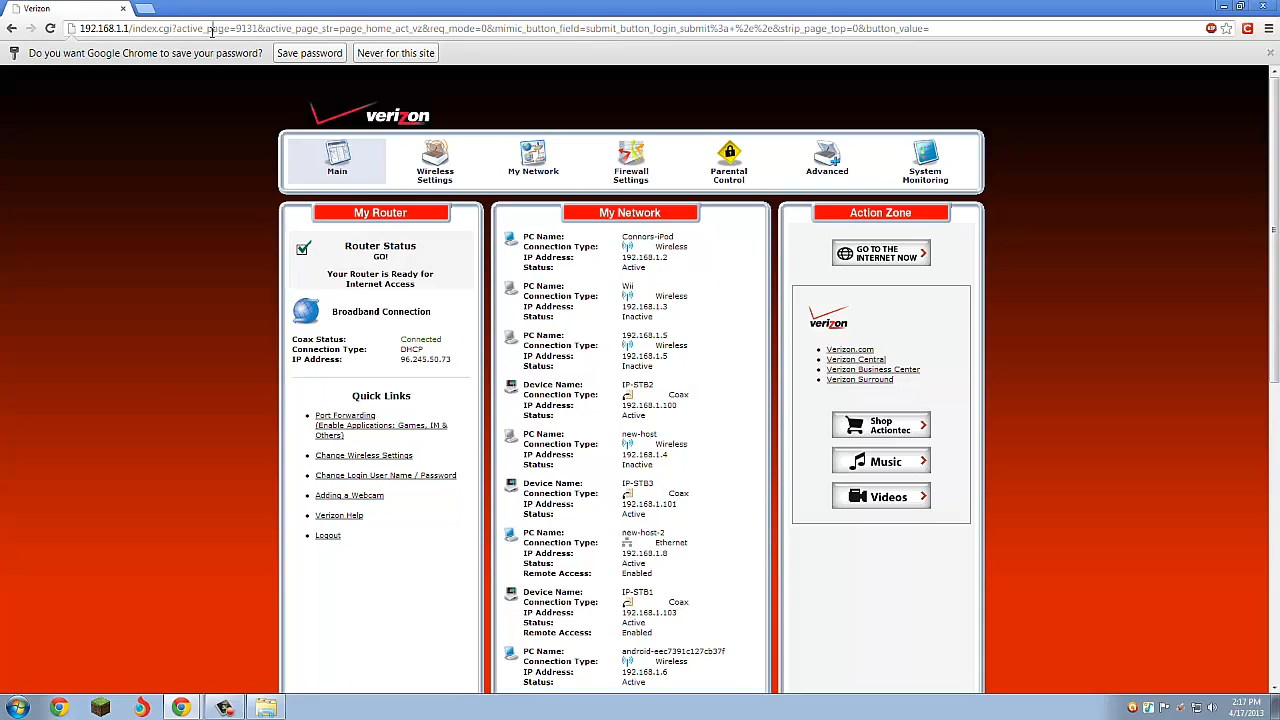 Verizon
192.168.1.1/index.cgi?active_page=9131&active_page_str=page_home_act_vz&req_mode=0&mimic_button_field=submit_button_login_submit%3a+%2e%2e&strip_page_top=0&button_value=
Do you want Google Chrome to save your password?
Save password
Never for this site
verizon
Main
Wireless
Settings
My Network
Firewall
Settings
Parental
Control
Advanced
System
Monitoring
My Router
Router Status
GO!
Your Router is Ready for
Internet Access
Broadband Connection
Coax Status: Connected
Connection Type: DHCP
IP Address: 96.245.50.73
Quick Links
Port Forwarding
(Enable Applications: Games, IM &
Others)
Change Wireless Settings
Change Login User Name / Password
Adding a Webcam
Verizon Help
Logout
My Network
PC Name: Connors-iPod
Connection Type: Wireless
IP Address: 192.168.1.2
Status: Active
PC Name: Wii
Connection Type: Wireless
IP Address: 192.168.1.3
Status: Inactive
PC Name: 192.168.1.5
Connection Type: Wireless
IP Address: 192.168.1.5
Status: Inactive
Device Name: IP-STB2
Connection Type: Coax
IP Address: 192.168.1.100
Status: Active
PC Name: new-host
Connection Type: Wireless
IP Address: 192.168.1.4
Status: Inactive
Device Name: IP-STB3
Connection Type: Coax
IP Address: 192.168.1.101
Status: Active
PC Name: new-host-2
Connection Type: Ethernet
IP Address: 192.168.1.8
Status: Active
Remote Access: Enabled
Device Name: IP-STB1
Connection Type: Coax
IP Address: 192.168.1.103
Status: Active
Remote Access: Enabled
PC Name: android-eec7391c127cb37f
Connection Type: Wireless
IP Address: 192.168.1.6
Status: Active
Action Zone
GO TO THE
INTERNET NOW
verizon
Verizon.com
Verizon Central
Verizon Business Center
Verizon Surround
Shop
Actiontec
Music
Videos
2:17 PM
4/17/2013